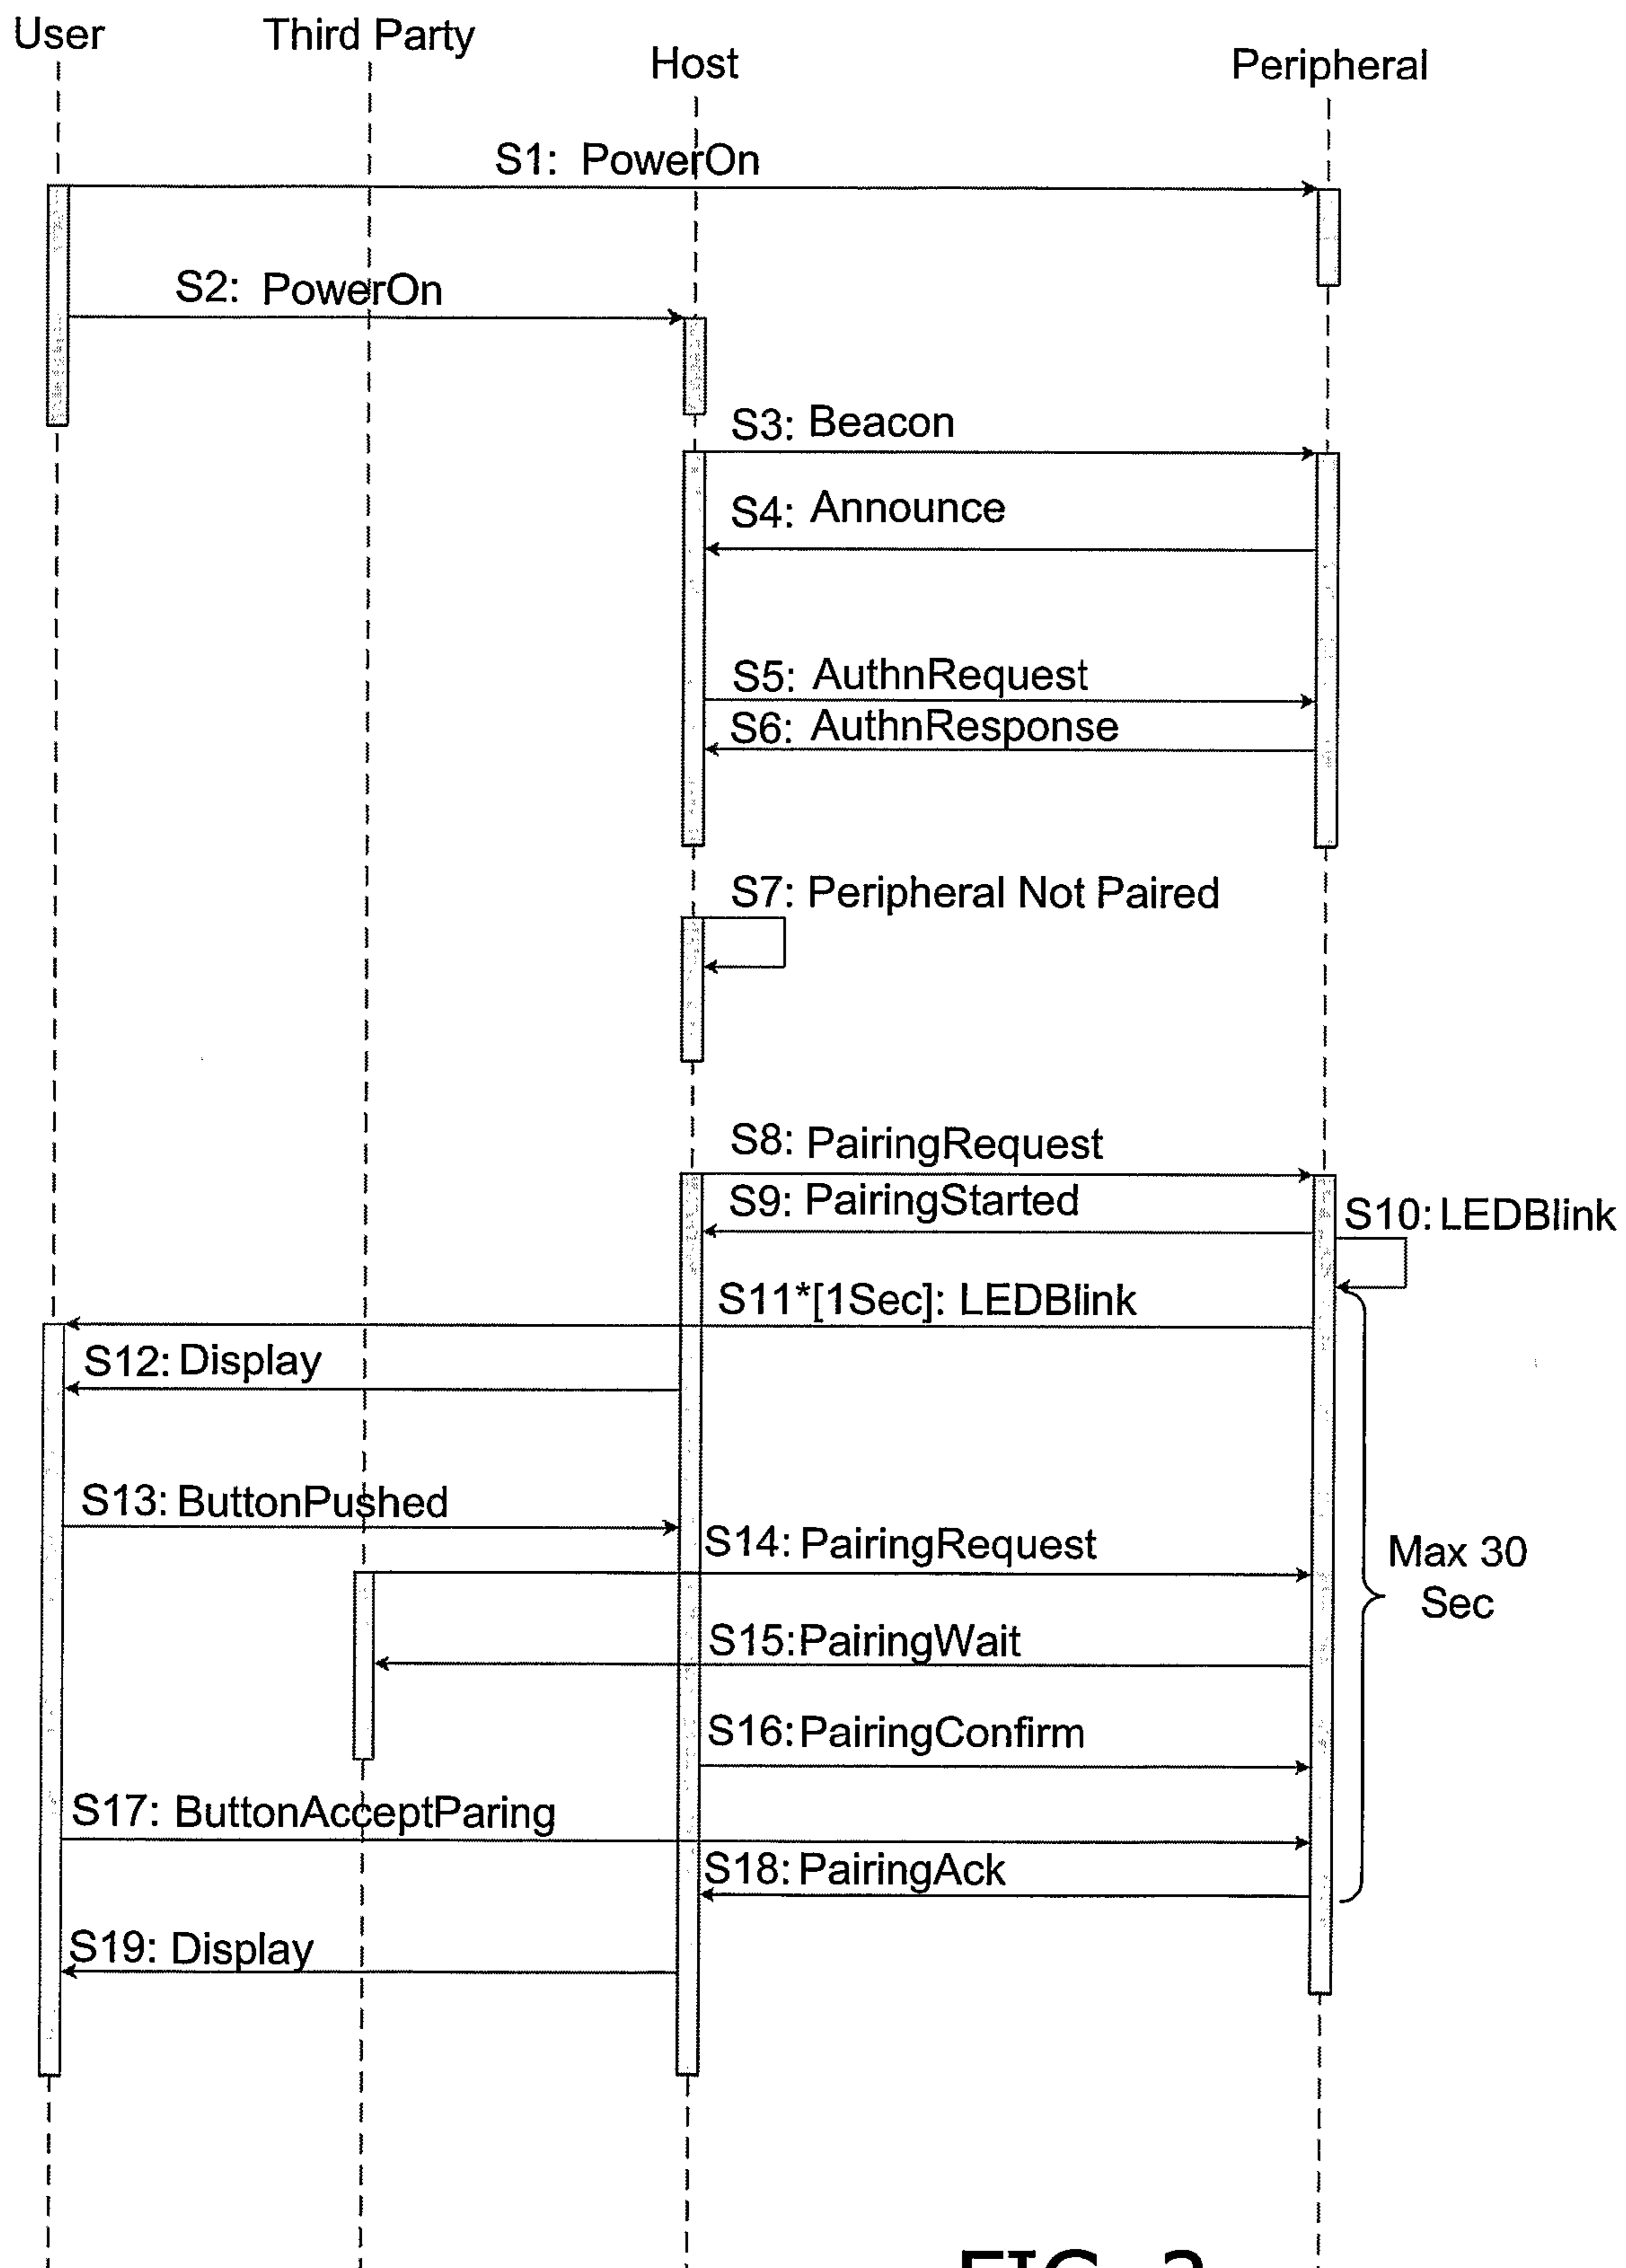 User
Third Party
Host
Peripheral
S1: PowerOn
S2: PowerOn
S3: Beacon
S4: Announce
S5: AuthnRequest
S6: AuthnResponse
S7: Peripheral Not Paired
S8: PairingRequest
S9: PairingStarted
S10: LEDBlink
S11*[1Sec]: LEDBlink
S12: Display
S13: ButtonPushed
S14: PairingRequest
Max 30
Sec
S15:PairingWait
S16:PairingConfirm
S17: ButtonAcceptParing
S18: PairingAck
S19: Display